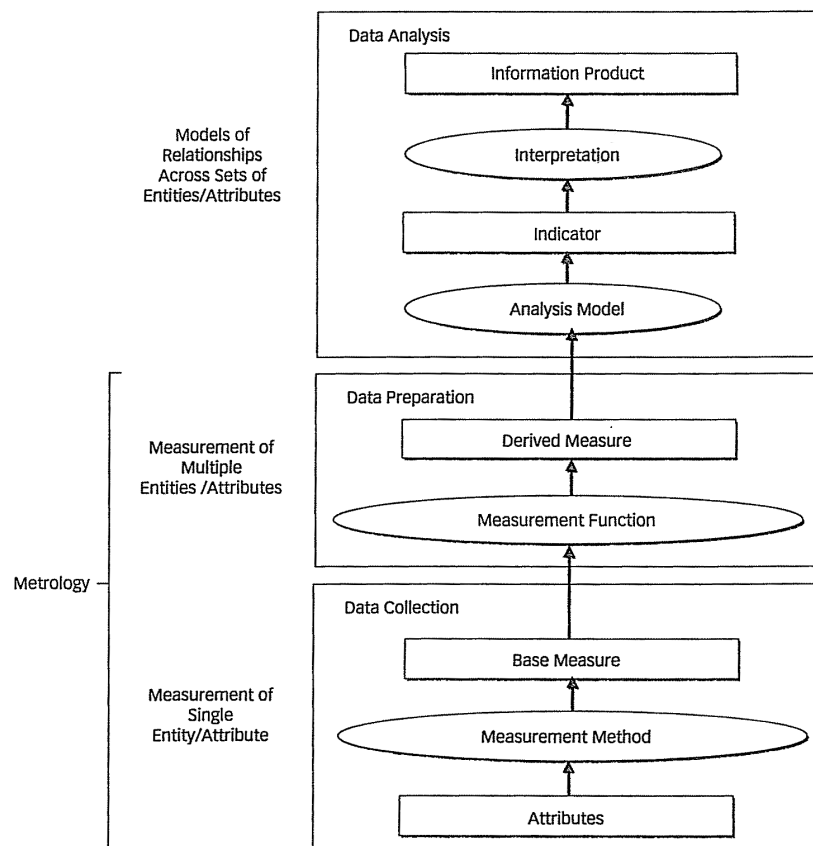 Data Analysis
Information Product
Models of
Relationships
Across Sets of
Entities/Attributes
Interpretation
Indicator
Analysis Model
Data Preparation
Derived Measure
Measurement of
Multiple
Entities /Attributes
Measurement Function
Metrology
Data Collection
Base Measure
Measurement of
Single
Entity/Attribute
Measurement Method
Attributes